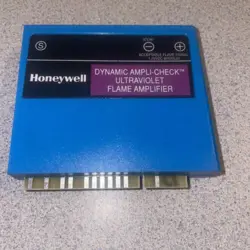 S
Honeywell
DYNAMIC AMPLI-CHECK™
ULTRAVIOLET
FLAME AMPLIFIER